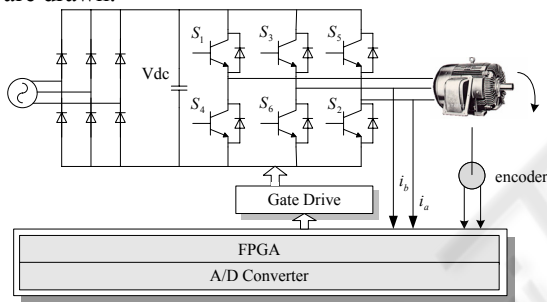 are drawn.
S1 S3 S5
Vdc
S4 S6 S2
encoder
ib
ia
Gate Drive
FPGA
A/D Converter